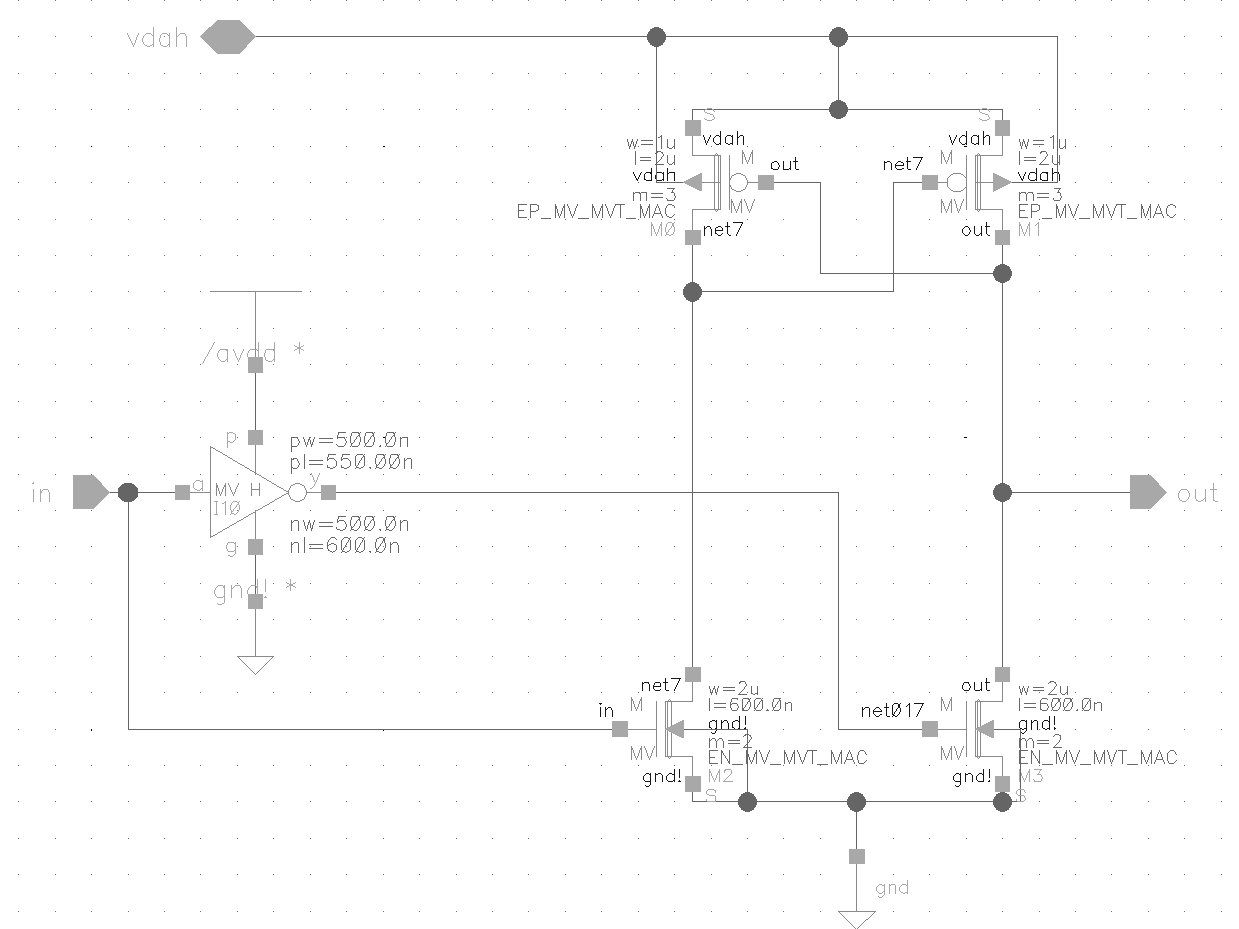 vdah
S
S
w=1u
l=2u
vdah
m=3
EP_MV_MVT_MAC
M0
vdah
M
MV
out
net7
net7
vdah
M
MV
out
w=1u
l=2u
vdah
m=3
EP_MV_MVT_MAC
M1
/avdd *
p
pw=500.0n
pl=550.00n
in
a
MV H
I10
y
out
nw=500.0n
nl=600.0n
g
gnd! *
net7
in
M
MV
gnd!
w=2u
l=600.0n
gnd!
m=2
EN_MV_MVT_MAC
M2
S
out
net017
M
MV
gnd!
w=2u
l=600.0n
gnd!
m=2
EN_MV_MVT_MAC
M3
S
gnd